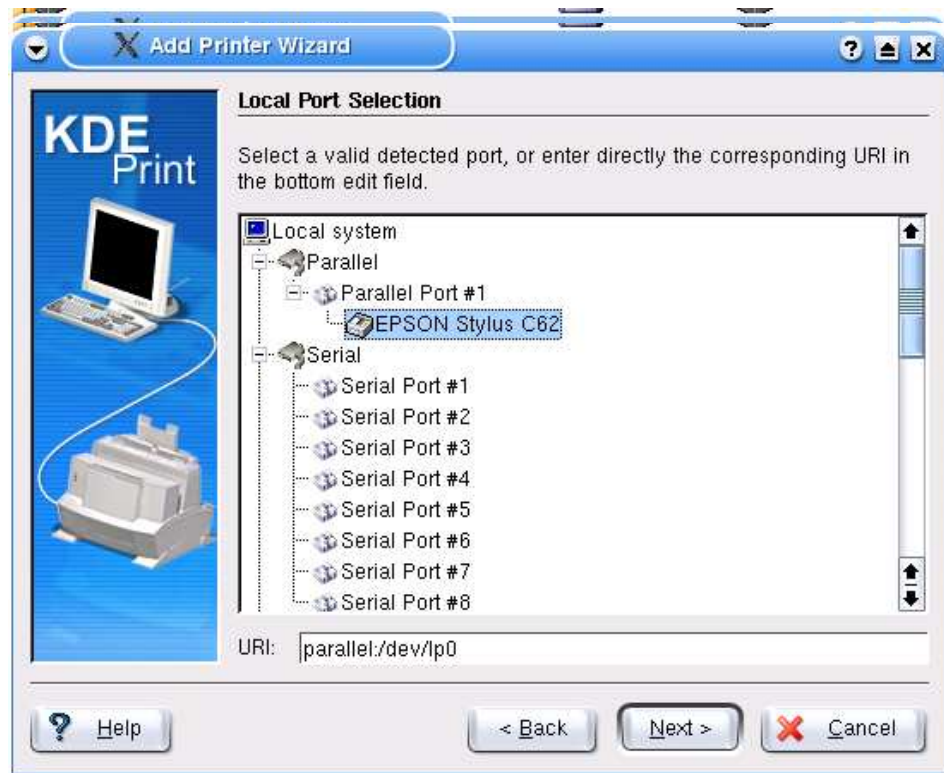 Add Printer Wizard
KDE
Print
Local Port Selection
Select a valid detected port, or enter directly the corresponding URI in
the bottom edit field.
Local system
Parallel
Parallel Port #1
EPSON Stylus C62
Serial
Serial Port #1
Serial Port #2
Serial Port #3
Serial Port #4
Serial Port #5
Serial Port #6
Serial Port #7
Serial Port #8
URI: parallel:/dev/lp0
Help < Back Next > Cancel